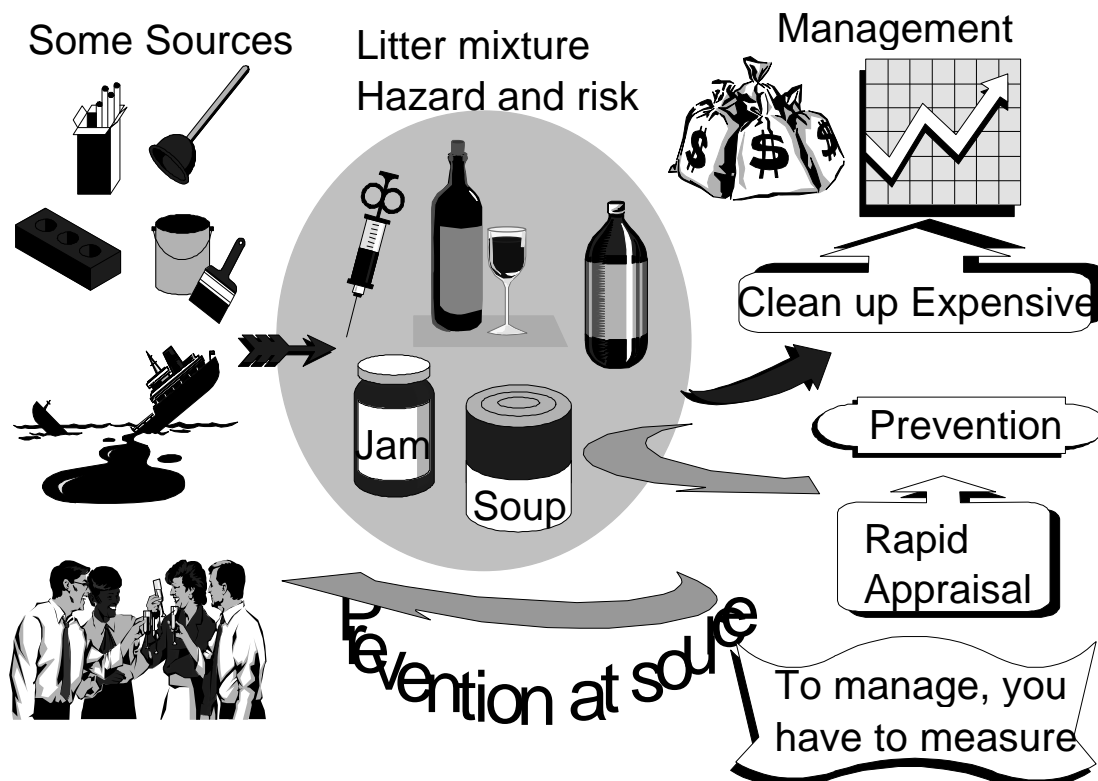 Some Sources
Litter mixture
Hazard and risk
Management
$ $ $
Clean up Expensive
Jam
Soup
Prevention
Rapid
Appraisal
Prevention at source
To manage, you
have to measure